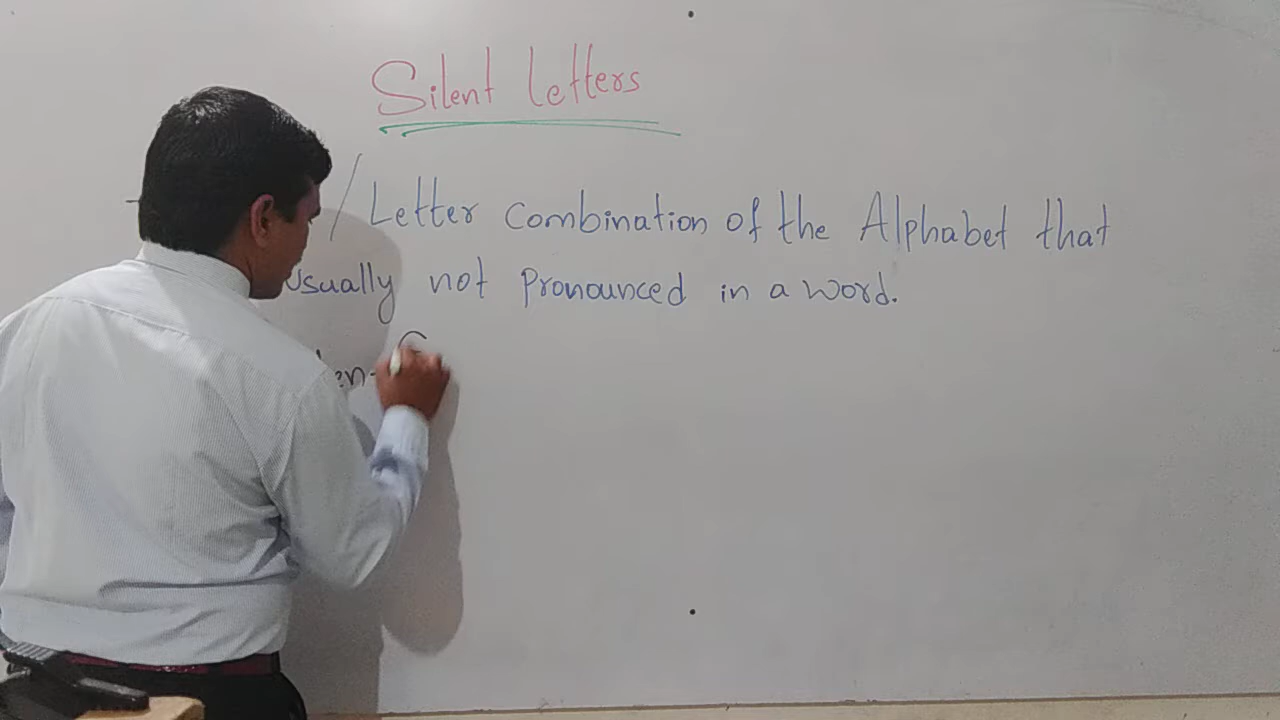 Silent letters
/ Letter combination of the Alphabet that
usually not pronounced in a word.